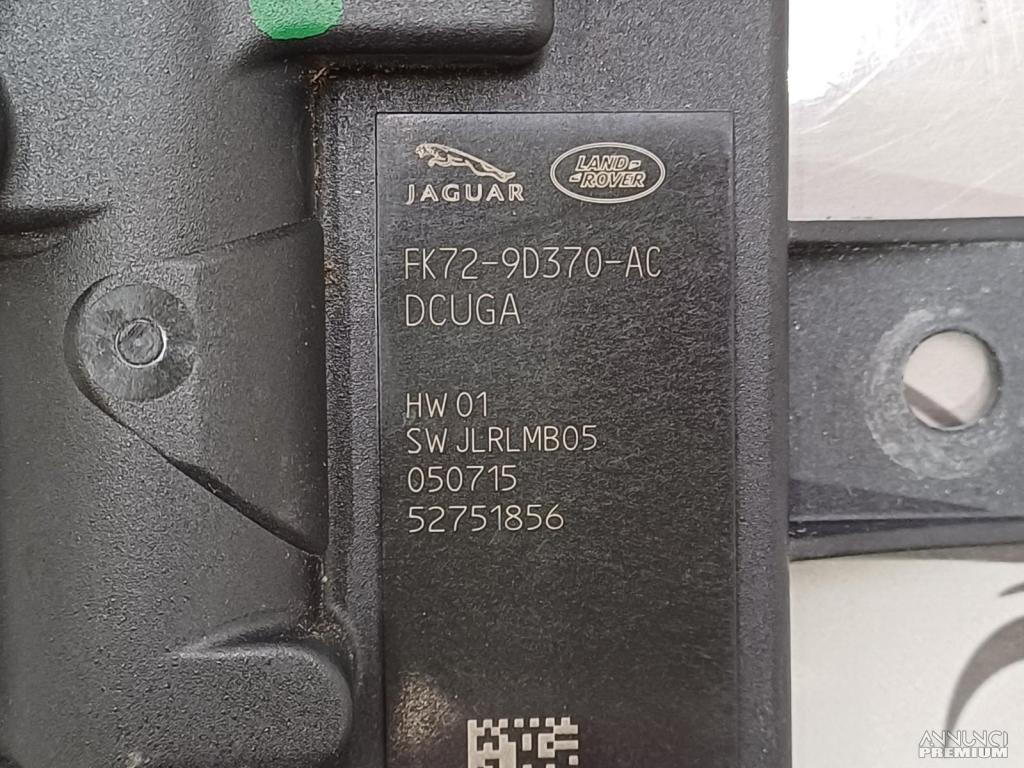 JAGUAR
LAND-
-ROVER
FK72-9D370-AC
DCUGA
HW 01
SW JLRLMB05
050715
52751856
ANNUNCI
PREMIUM